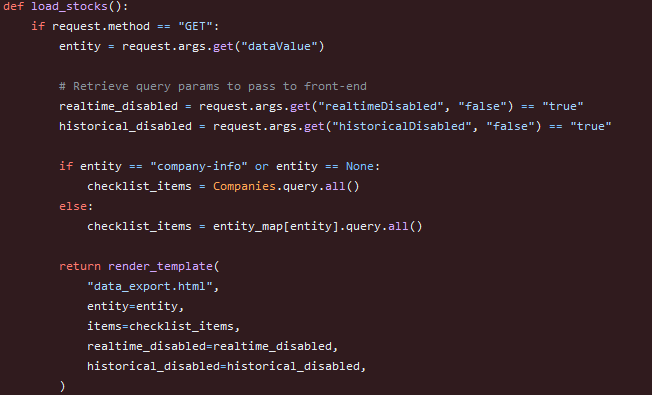 def load_stocks():
    if request.method == "GET":
        entity = request.args.get("dataValue")

        # Retrieve query params to pass to front-end
        realtime_disabled = request.args.get("realtimeDisabled", "false") == "true"
        historical_disabled = request.args.get("historicalDisabled", "false") == "true"

        if entity == "company-info" or entity == None:
            checklist_items = Companies.query.all()
        else:
            checklist_items = entity_map[entity].query.all()

        return render_template(
            "data_export.html",
            entity=entity,
            items=checklist_items,
            realtime_disabled=realtime_disabled,
            historical_disabled=historical_disabled,
        )